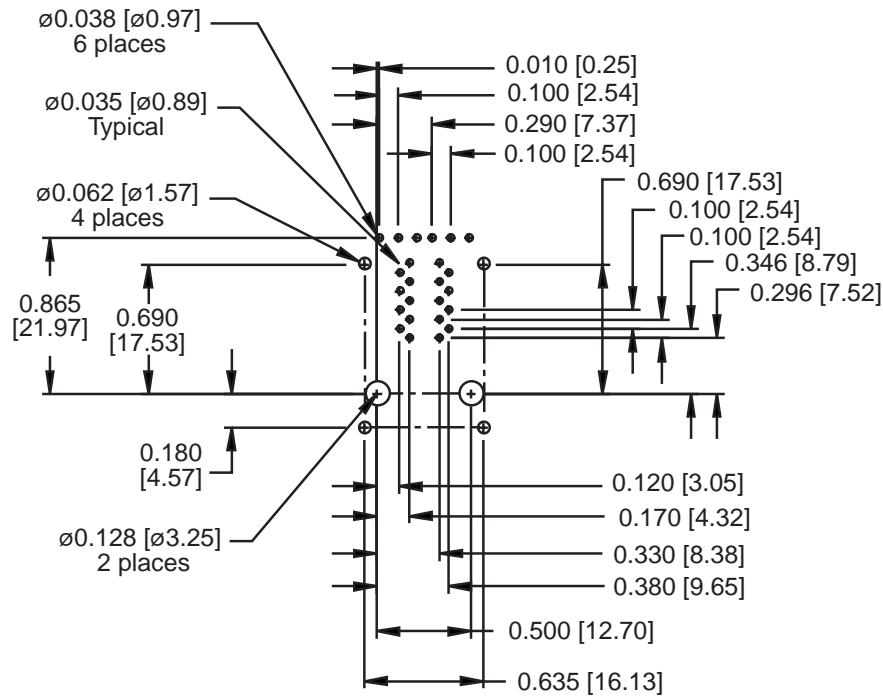 ø0.038 [ø0.97]
6 places
0.010 [0.25]
0.100 [2.54]
ø0.035 [ø0.89]
Typical
0.290 [7.37]
0.100 [2.54]
ø0.062 [ø1.57]
4 places
0.690 [17.53]
0.100 [2.54]
0.100 [2.54]
0.346 [8.79]
0.296 [7.52]
0.865
[21.97]
0.690
[17.53]
0.180
[4.57]
0.120 [3.05]
0.170 [4.32]
ø0.128 [ø3.25]
2 places
0.330 [8.38]
0.380 [9.65]
0.500 [12.70]
0.635 [16.13]